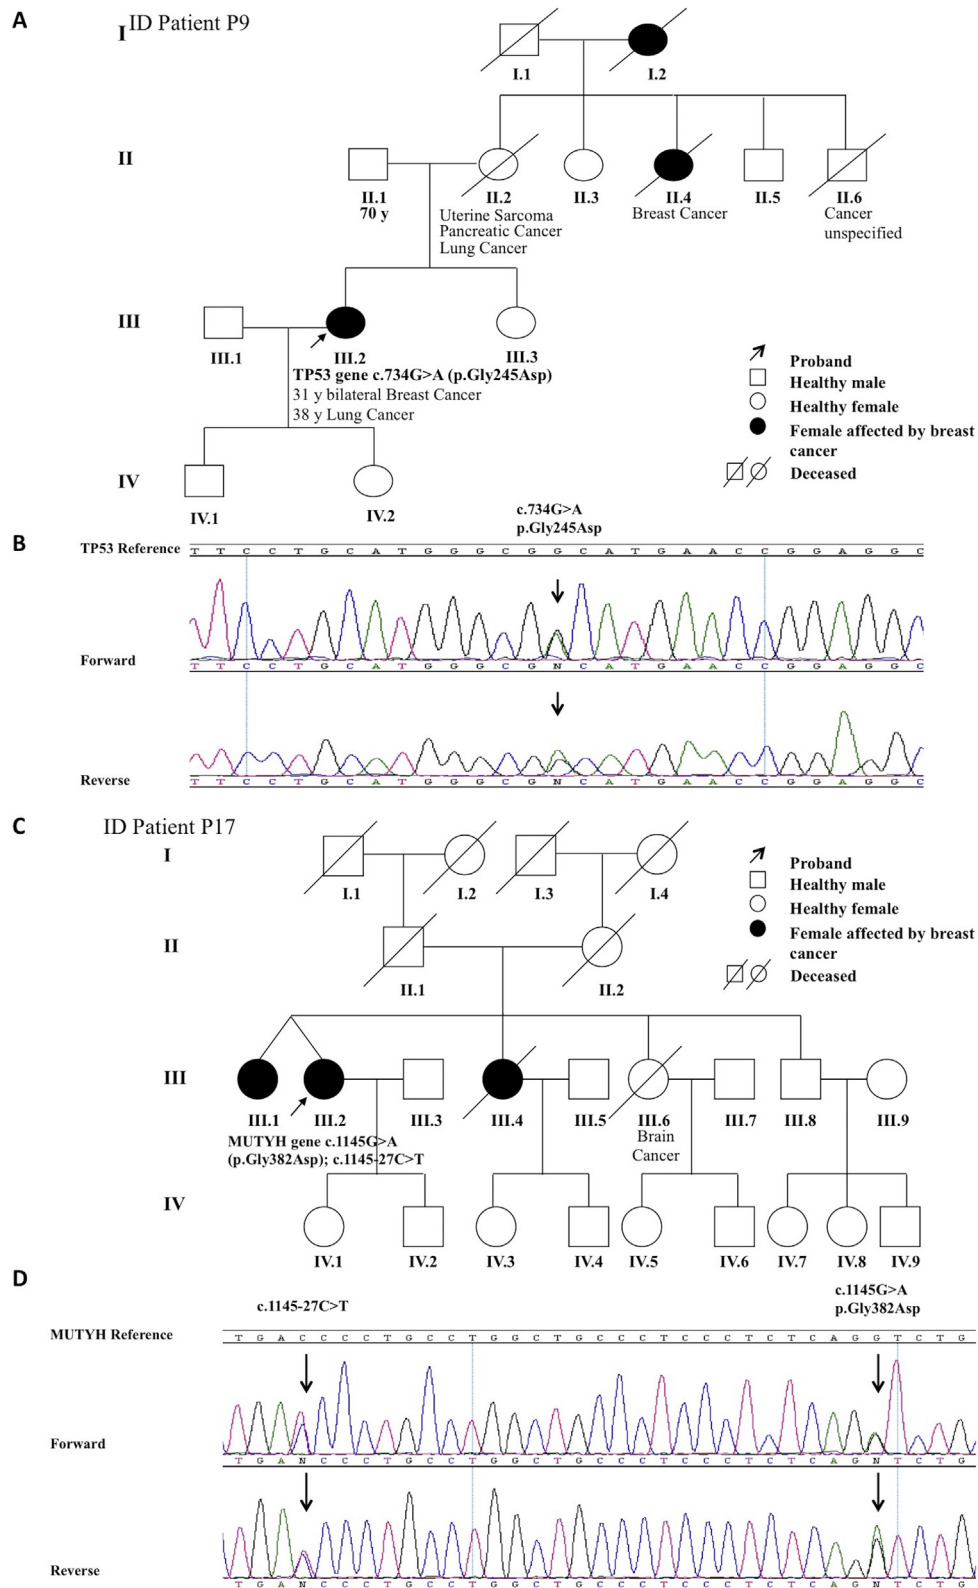 A
ID Patient P9
I
I.1
I.2
II
II.1
70 y
II.2
Uterine Sarcoma
Pancreatic Cancer
Lung Cancer
II.3
II.4
Breast Cancer
II.5
II.6
Cancer
unspecified
III
III.1
III.2
TP53 gene c.734G>A (p.Gly245Asp)
31 y bilateral Breast Cancer
38 y Lung Cancer
III.3
Proband
Healthy male
Healthy female
Female affected by breast
cancer
Deceased
IV
IV.1
IV.2
B
c.734G>A
p.Gly245Asp
TP53 Reference
T T C C T G C A T G G G C G G C A T G A A C C G G A G G C
Forward
T T C C T G C A T G G G C G N C A T G A A C C G G A G G C
Reverse
T T C C T G C A T G G G C G N C A T G A A C C G G A G G C
C
ID Patient P17
I
I.1
I.2
I.3
I.4
Proband
Healthy male
Healthy female
Female affected by breast
cancer
Deceased
II
II.1
II.2
III
III.1
III.2
III.3
III.4
III.5
III.6
III.7
III.8
III.9
MUTYH gene c.1145G>A
(p.Gly382Asp); c.1145-27C>T
Brain
Cancer
IV
IV.1
IV.2
IV.3
IV.4
IV.5
IV.6
IV.7
IV.8
IV.9
D
c.1145-27C>T
c.1145G>A
p.Gly382Asp
MUTYH Reference
T G A C C C C T G C C T G G C T G C C C T C C C T C T C A G G T C T G
Forward
T G A N C C C T G C C T G G C T G C C C T C C C T C T C A G N T C T G
Reverse
T G A N C C C T G C C T G G C T G C C C T C C C T C T C A G N T C T G